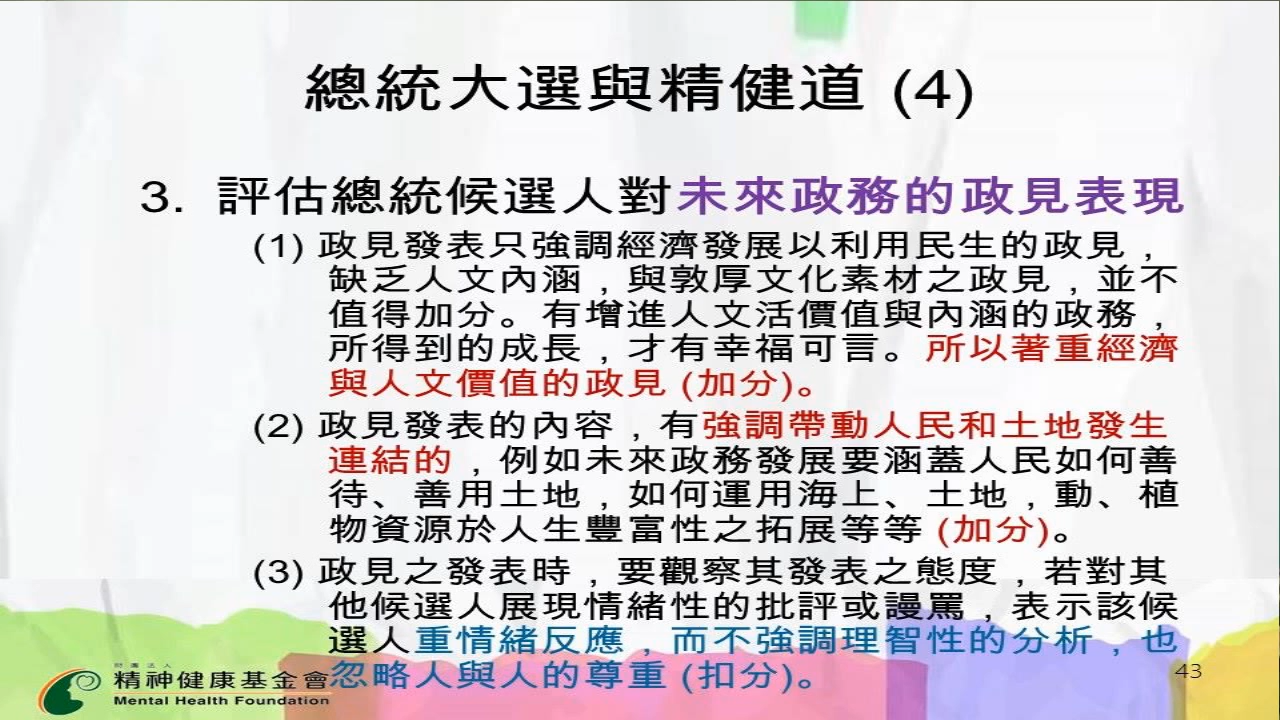 總統大選與精健道 (4)
3. 評估總統候選人對未來政務的政見表現
(1) 政見發表只強調經濟發展以利用民生的政見，
缺乏人文內涵，與敦厚文化素材之政見，並不
值得加分。有增進人文活價值與內涵的政務，
所得到的成長，才有幸福可言。所以著重經濟
與人文價值的政見 (加分)。
(2) 政見發表的內容，有強調帶動人民和土地發生
連結的，例如未來政務發展要涵蓋人民如何善
待、善用土地，如何運用海上、土地，動、植
物資源於人生豐富性之拓展等等 (加分)。
(3) 政見之發表時，要觀察其發表之態度，若對其
他候選人展現情緒性的批評或謾罵，表示該候
選人重情緒反應，而不強調理智性的分析，也
忽略人與人的尊重 (扣分)。
財團法人
精神健康基金會
Mental Health Foundation
43